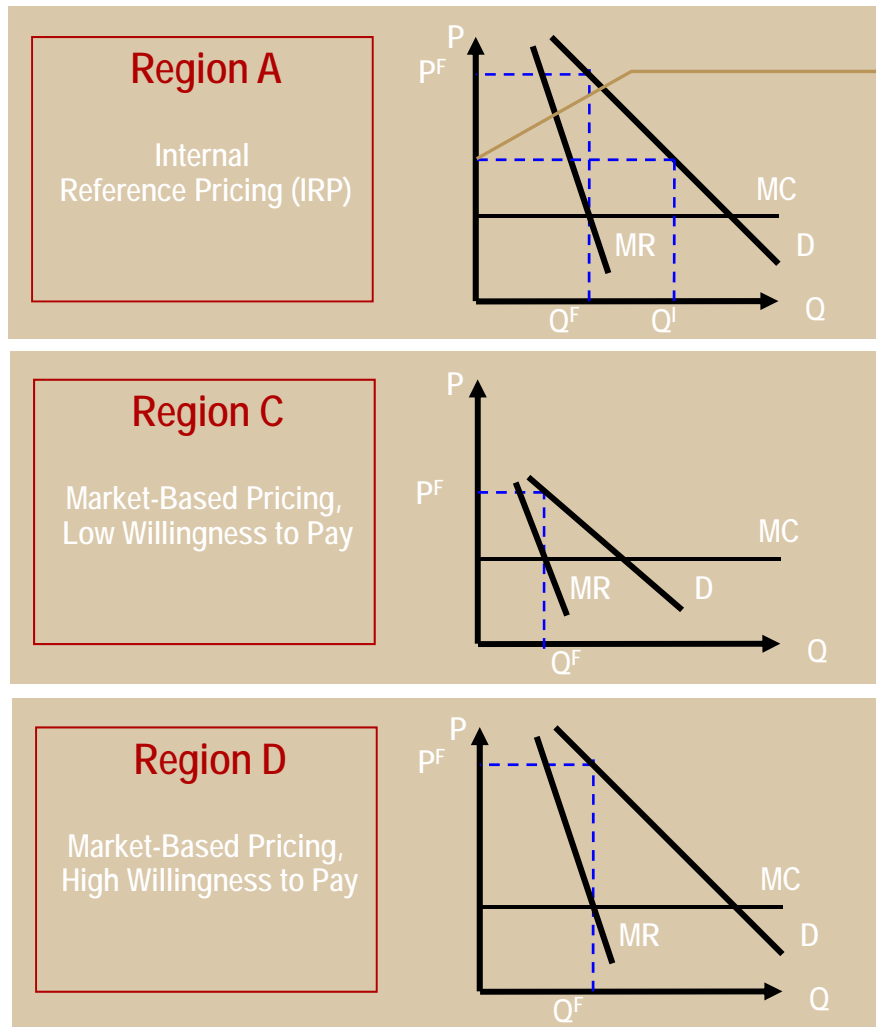 Region A
Internal
Reference Pricing (IRP)
P
P^F
MC
MR
D
Q^F
Q^I
Q
Region C
Market-Based Pricing,
Low Willingness to Pay
P
P^F
MC
MR
D
Q^F
Q
Region D
Market-Based Pricing,
High Willingness to Pay
P
P^F
MC
MR
D
Q^F
Q